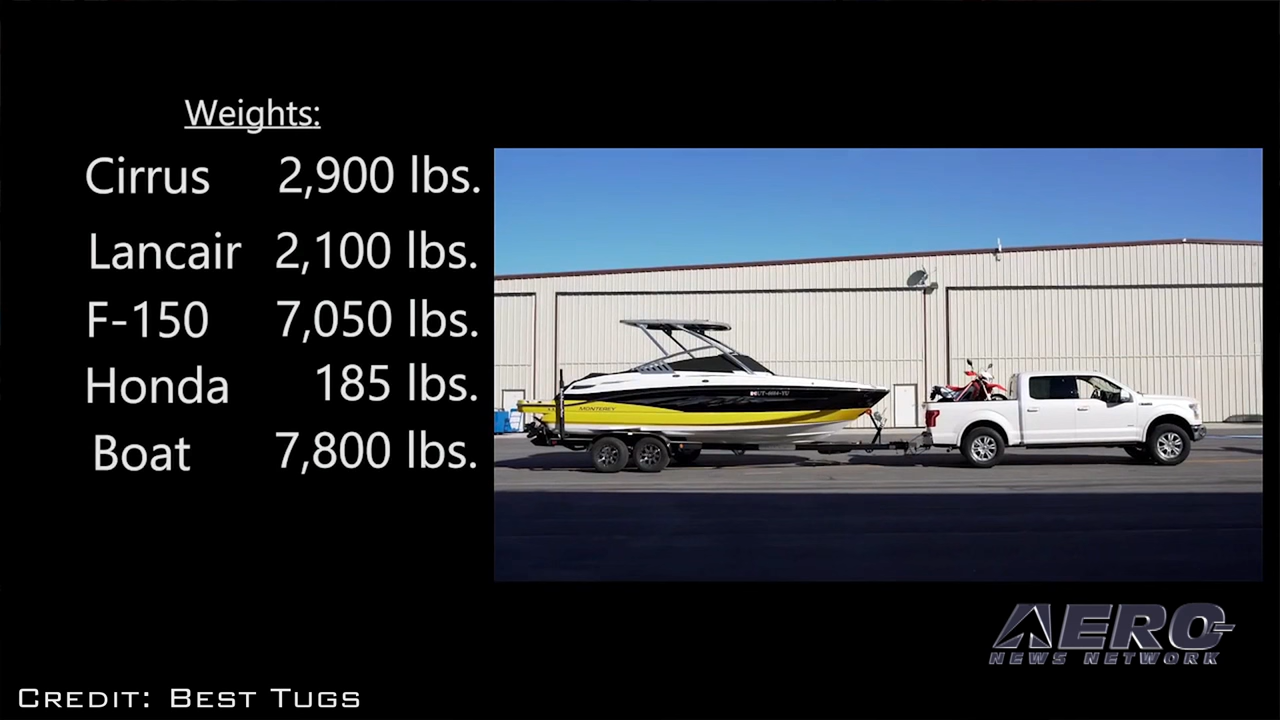 Weights:
Cirrus 2,900 lbs.
Lancair 2,100 lbs.
F-150 7,050 lbs.
Honda 185 lbs.
Boat 7,800 lbs.
MONTEREY
AERO
NEWS NETWORK
CREDIT: BEST TUGS